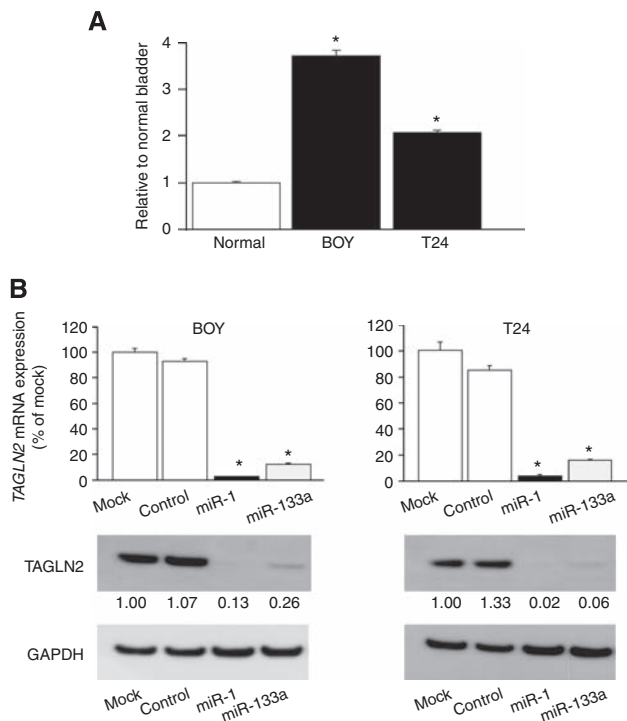 A
Relative to normal bladder
4
3
2
1
0
Normal BOY T24
* *
B
TAGLN2 mRNA expression
(% of mock)
BOY
120
100
80
60
40
20
0
* *
Mock Control miR-1 miR-133a
T24
120
100
80
60
40
20
0
* *
Mock Control miR-1 miR-133a
TAGLN2
1.00 1.07 0.13 0.26
1.00 1.33 0.02 0.06
GAPDH
Mock Control miR-1 miR-133a
Mock Control miR-1 miR-133a